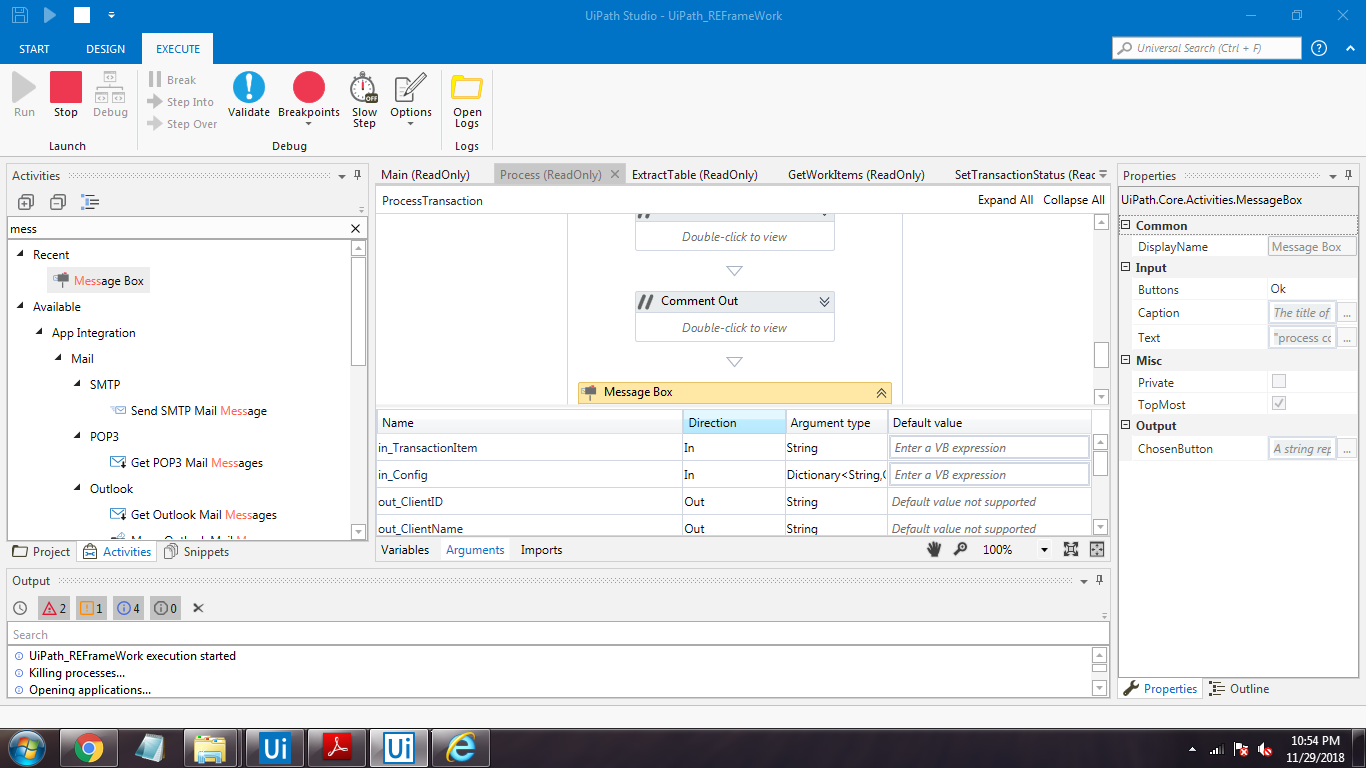 UiPath Studio - UiPath_REFrameWork
START DESIGN EXECUTE
Universal Search (Ctrl + F)
Run Stop Debug
Break
Step Into
Step Over
Validate Breakpoints Slow Step Options
Open Logs
Launch Debug Logs
Activities
mess
Recent
Message Box
Available
App Integration
Mail
SMTP
Send SMTP Mail Message
POP3
Get POP3 Mail Messages
Outlook
Get Outlook Mail Messages
Project Activities Snippets
Main (ReadOnly) Process (ReadOnly) ExtractTable (ReadOnly) GetWorkItems (ReadOnly) SetTransactionStatus (Reac
ProcessTransaction Expand All Collapse All
Double-click to view
Comment Out
Double-click to view
Message Box
Name Direction Argument type Default value
in_TransactionItem In String Enter a VB expression
in_Config In Dictionary<String,O Enter a VB expression
out_ClientID Out String Default value not supported
out_ClientName Out String Default value not supported
Variables Arguments Imports 100%
Properties
UiPath.Core.Activities.MessageBox
Common
DisplayName Message Box
Input
Buttons Ok
Caption The title of ...
Text "process co ...
Misc
Private
TopMost
Output
ChosenButton A string rep ...
Properties Outline
Output
2 1 4 0
Search
UiPath_REFrameWork execution started
Killing processes...
Opening applications...
Ui Ui
10:54 PM
11/29/2018